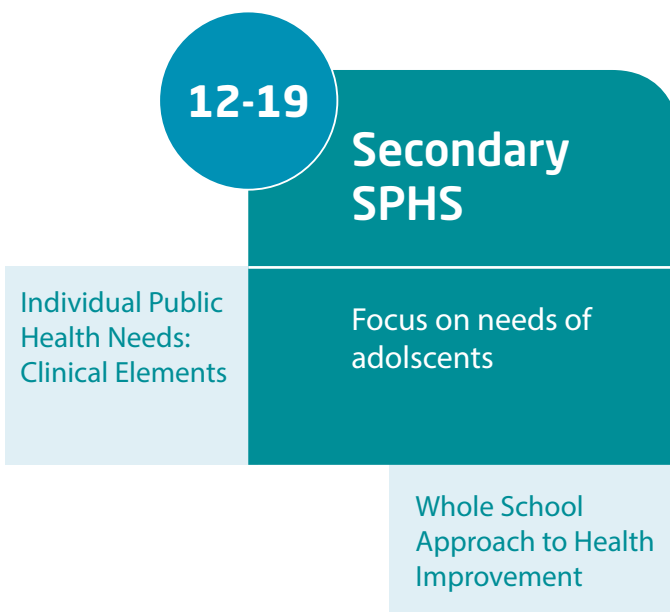 12-19
Secondary
SPHS
Individual Public
Health Needs:
Clinical Elements
Focus on needs of
adolscents
Whole School
Approach to Health
Improvement